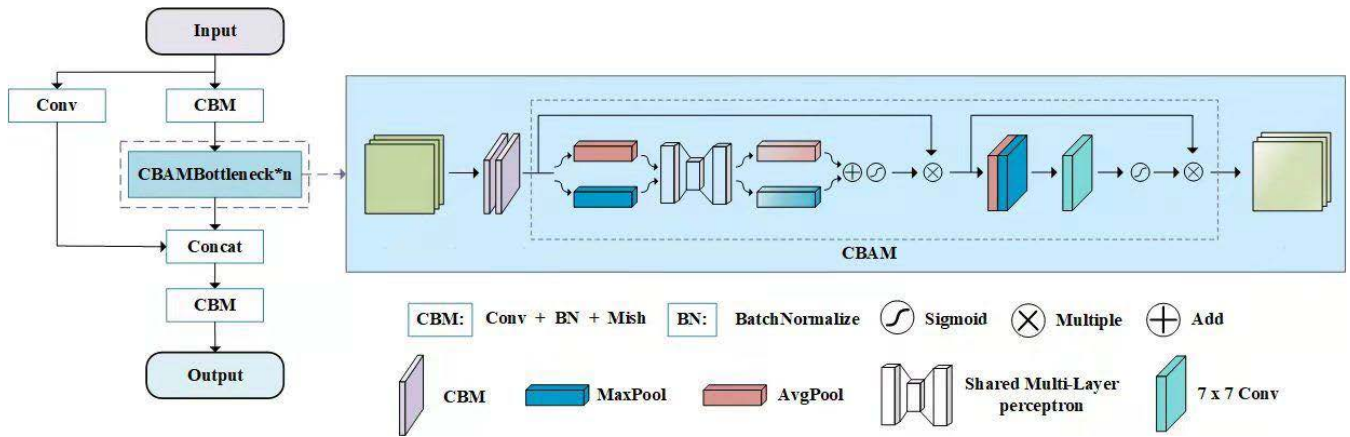 Input
Conv
CBM
CBAMBottleneck*n
Concat
CBM
Output
CBAM
CBM: Conv + BN + Mish BN: BatchNormalize Sigmoid Multiple Add
CBM MaxPool AvgPool Shared Multi-Layer
perceptron 7 x 7 Conv